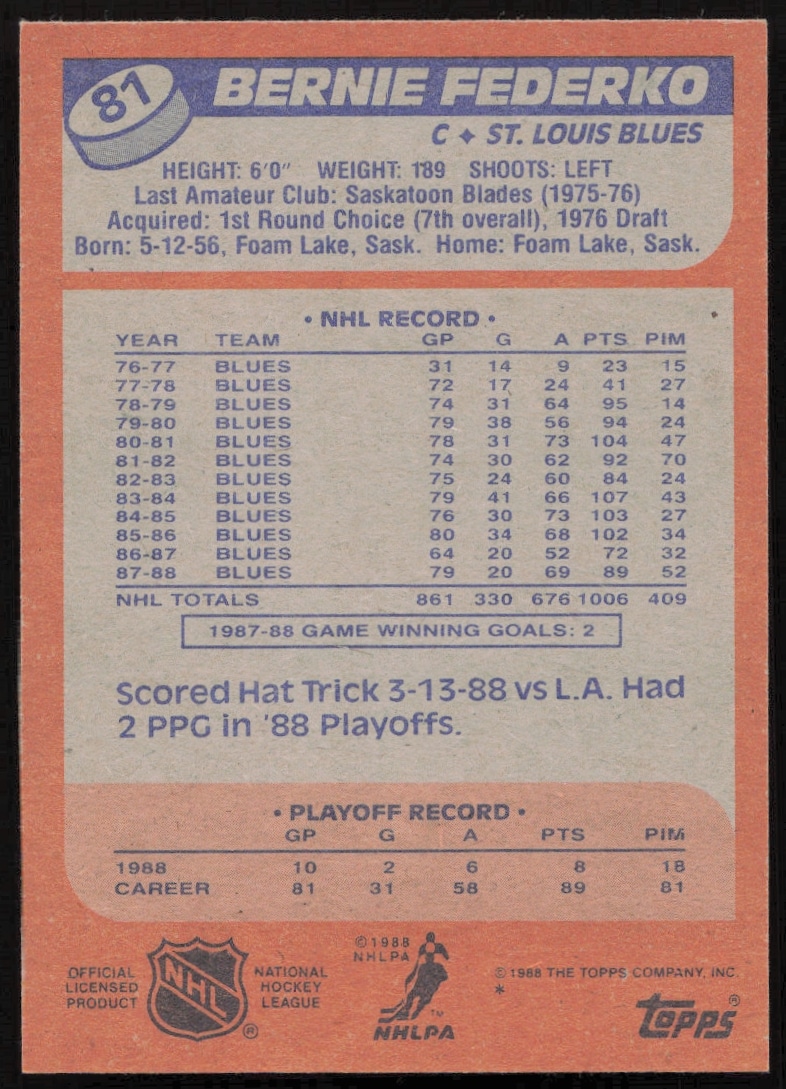 81
BERNIE FEDERKO
C ✦ ST. LOUIS BLUES
HEIGHT: 6'0" WEIGHT: 189 SHOOTS: LEFT
Last Amateur Club: Saskatoon Blades (1975-76)
Acquired: 1st Round Choice (7th overall), 1976 Draft
Born: 5-12-56, Foam Lake, Sask. Home: Foam Lake, Sask.
• NHL RECORD •
YEAR TEAM GP G A PTS PIM
76-77 BLUES 31 14 9 23 15
77-78 BLUES 72 17 24 41 27
78-79 BLUES 74 31 64 95 14
79-80 BLUES 79 38 56 94 24
80-81 BLUES 78 31 73 104 47
81-82 BLUES 74 30 62 92 70
82-83 BLUES 75 24 60 84 24
83-84 BLUES 79 41 66 107 43
84-85 BLUES 76 30 73 103 27
85-86 BLUES 80 34 68 102 34
86-87 BLUES 64 20 52 72 32
87-88 BLUES 79 20 69 89 52
NHL TOTALS 861 330 676 1006 409
1987-88 GAME WINNING GOALS: 2
Scored Hat Trick 3-13-88 vs L.A. Had
2 PPG in '88 Playoffs.
• PLAYOFF RECORD •
GP G A PTS PIM
1988 10 2 6 8 18
CAREER 81 31 58 89 81
OFFICIAL
LICENSED
PRODUCT
NHL
®
NATIONAL
HOCKEY
LEAGUE
©1988
NHLPA
TM
NHLPA
© 1988 THE TOPPS COMPANY, INC.
*
topps®